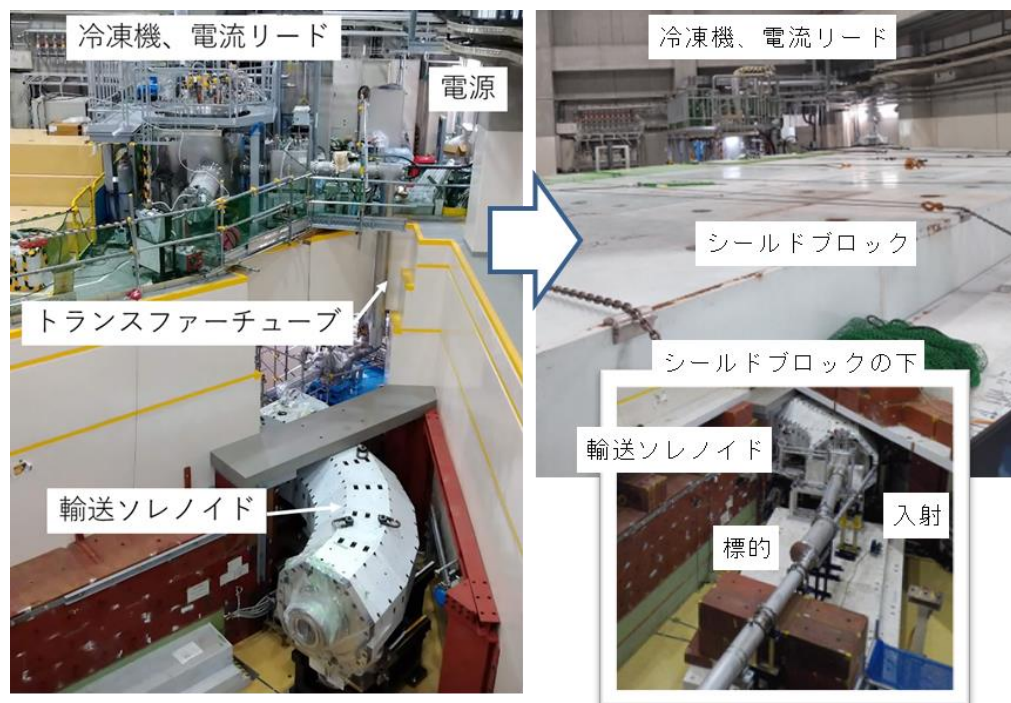 冷凍機、電流リード
電源
トランスファーチューブ
輸送ソレノイド
冷凍機、電流リード
シールドブロック
シールドブロックの下
輸送ソレノイド
入射
標的